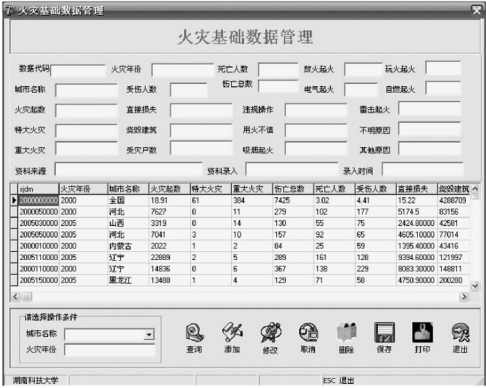 火灾基础数据管理
火灾基础数据管理
数据代码 火灾年份 死亡人数 放火起火 玩火起火
城市名称 受伤人数 伤亡总数 电气起火 自燃起火
火灾起数 直接损失 违规操作 雷击起火
特大火灾 烧毁建筑 用火不慎 不明原因
重大火灾 受灾户数 吸烟起火 其他原因
资料来源 资料录入 录入时间
sjdm 火灾年份 城市名称 火灾起数 特大火灾 重大火灾 伤亡总数 死亡人数 受伤人数 直接损失 烧毁建筑
2000000000 2000 全国 18.91 61 384 7425 3.02 4.41 15.22 4288709
2000050000 2000 河北 7627 0 11 279 102 177 5174.5 83156
2005030000 2005 山西 3319 0 14 130 55 75 2424.80000 42581
2005050000 2005 河北 7041 3 10 157 92 65 4605.10000 77014
2000100000 2000 内蒙古 2022 1 2 84 25 59 1395.40000 43416
2005110000 2005 辽宁 22889 2 5 289 161 128 9394.60000 121997
2000110000 2000 辽宁 14836 0 6 367 138 229 8083.30000 148811
2005150000 2005 黑龙江 13488 1 4 129 71 58 4750.90000 200280
请选择操作条件
城市名称
火灾年份
查询 添加 修改 取消 删除 保存 打印 退出
湖南科技大学 ESC 退出